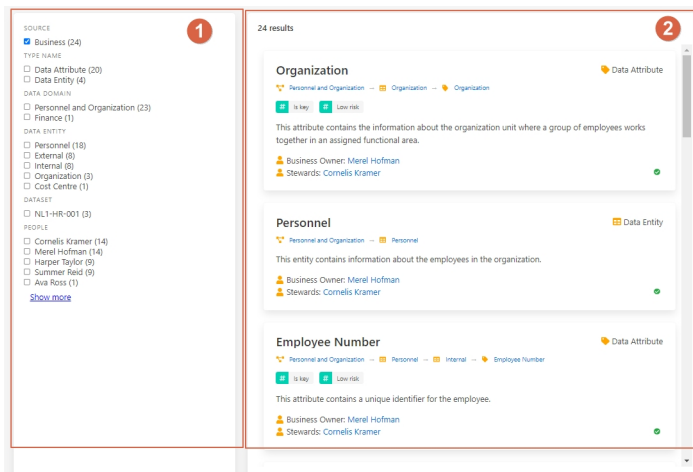 SOURCE
Business (24)
TYPE NAME
Data Attribute (20)
Data Entity (4)
DATA DOMAIN
Personnel and Organization (23)
Finance (1)
DATA ENTITY
Personnel (18)
External (8)
Internal (8)
Organization (3)
Cost Centre (1)
DATASET
NL1-HR-001 (3)
PEOPLE
Cornelis Kramer (14)
Merel Hofman (14)
Harper Taylor (9)
Summer Reid (9)
Ava Ross (1)
Show more
1
24 results
2
Organization
Data Attribute
Personnel and Organization – Organization – Organization
# Is key # Low risk
This attribute contains the information about the organization unit where a group of employees works
together in an assigned functional area.
Business Owner: Merel Hofman
Stewards: Cornelis Kramer
Personnel
Data Entity
Personnel and Organization – Personnel
This entity contains information about the employees in the organization.
Business Owner: Merel Hofman
Stewards: Cornelis Kramer
Employee Number
Data Attribute
Personnel and Organization – Personnel – Internal – Employee Number
# Is key # Low risk
This attribute contains a unique identifier for the employee.
Business Owner: Merel Hofman
Stewards: Cornelis Kramer